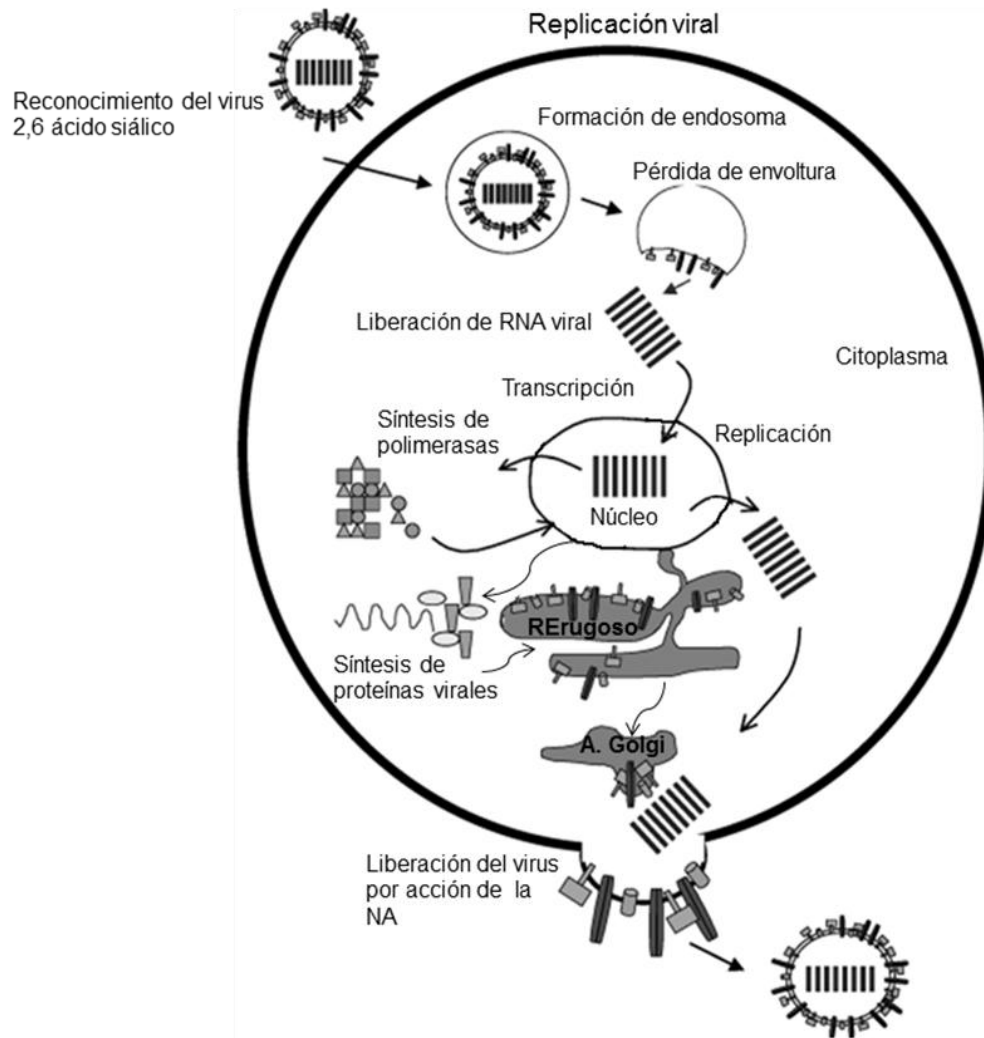 Replicación viral
Reconocimiento del virus
2,6 ácido siálico
Formación de endosoma
Pérdida de envoltura
Liberación de RNA viral
Citoplasma
Transcripción
Síntesis de
polimerasas
Replicación
Núcleo
RErugoso
Síntesis de
proteínas virales
A. Golgi
Liberación del virus
por acción de la
NA